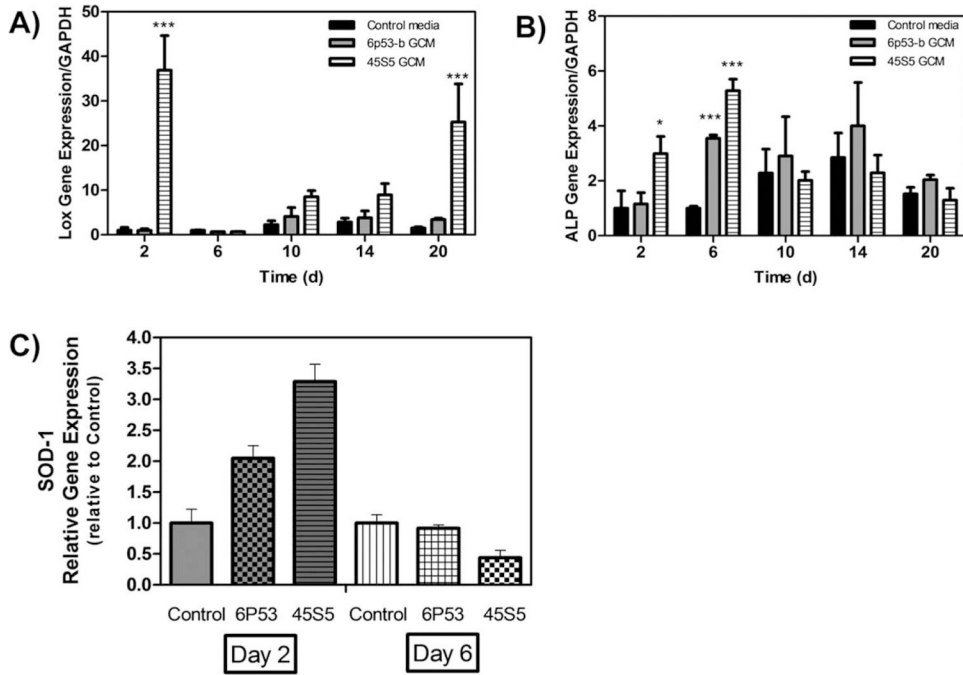 A)
Lox Gene Expression/GAPDH
50
40
30
20
10
0
Control media
6p53-b GCM
45S5 GCM
***
***
2 6 10 14 20
Time (d)
B)
ALP Gene Expression/GAPDH
8
6
4
2
0
Control media
6p53-b GCM
45S5 GCM
*
***
***
2 6 10 14 20
Time (d)
C)
SOD-1
Relative Gene Expression
(relative to Control)
4.0
3.5
3.0
2.5
2.0
1.5
1.0
0.5
0.0
Control 6P53 45S5 Control 6P53 45S5
Day 2 Day 6